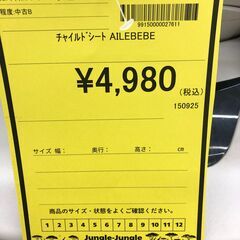 程度:中古B
99150000027611
チャイルドシート AILEBEBE
¥4,980
(税込)
150925
サイズ 幅: 奥行: 高さ: cm
商品のサイズ・状態をよくご確認ください。
1 2 3 4 5 6 7 8 9 10 11 12
Jungle-Jungle